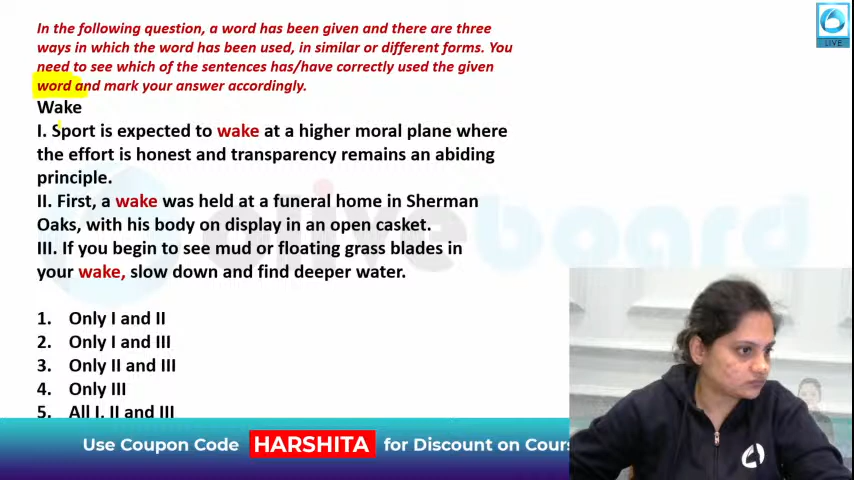 In the following question, a word has been given and there are three
ways in which the word has been used, in similar or different forms. You
need to see which of the sentences has/have correctly used the given
word and mark your answer accordingly.
Wake
I. Sport is expected to wake at a higher moral plane where
the effort is honest and transparency remains an abiding
principle.
II. First, a wake was held at a funeral home in Sherman
Oaks, with his body on display in an open casket.
III. If you begin to see mud or floating grass blades in
your wake, slow down and find deeper water.
1. Only I and II
2. Only I and III
3. Only II and III
4. Only III
5. All I, II and III
Use Coupon Code HARSHITA for Discount on Cours
LIVE
oliveboard